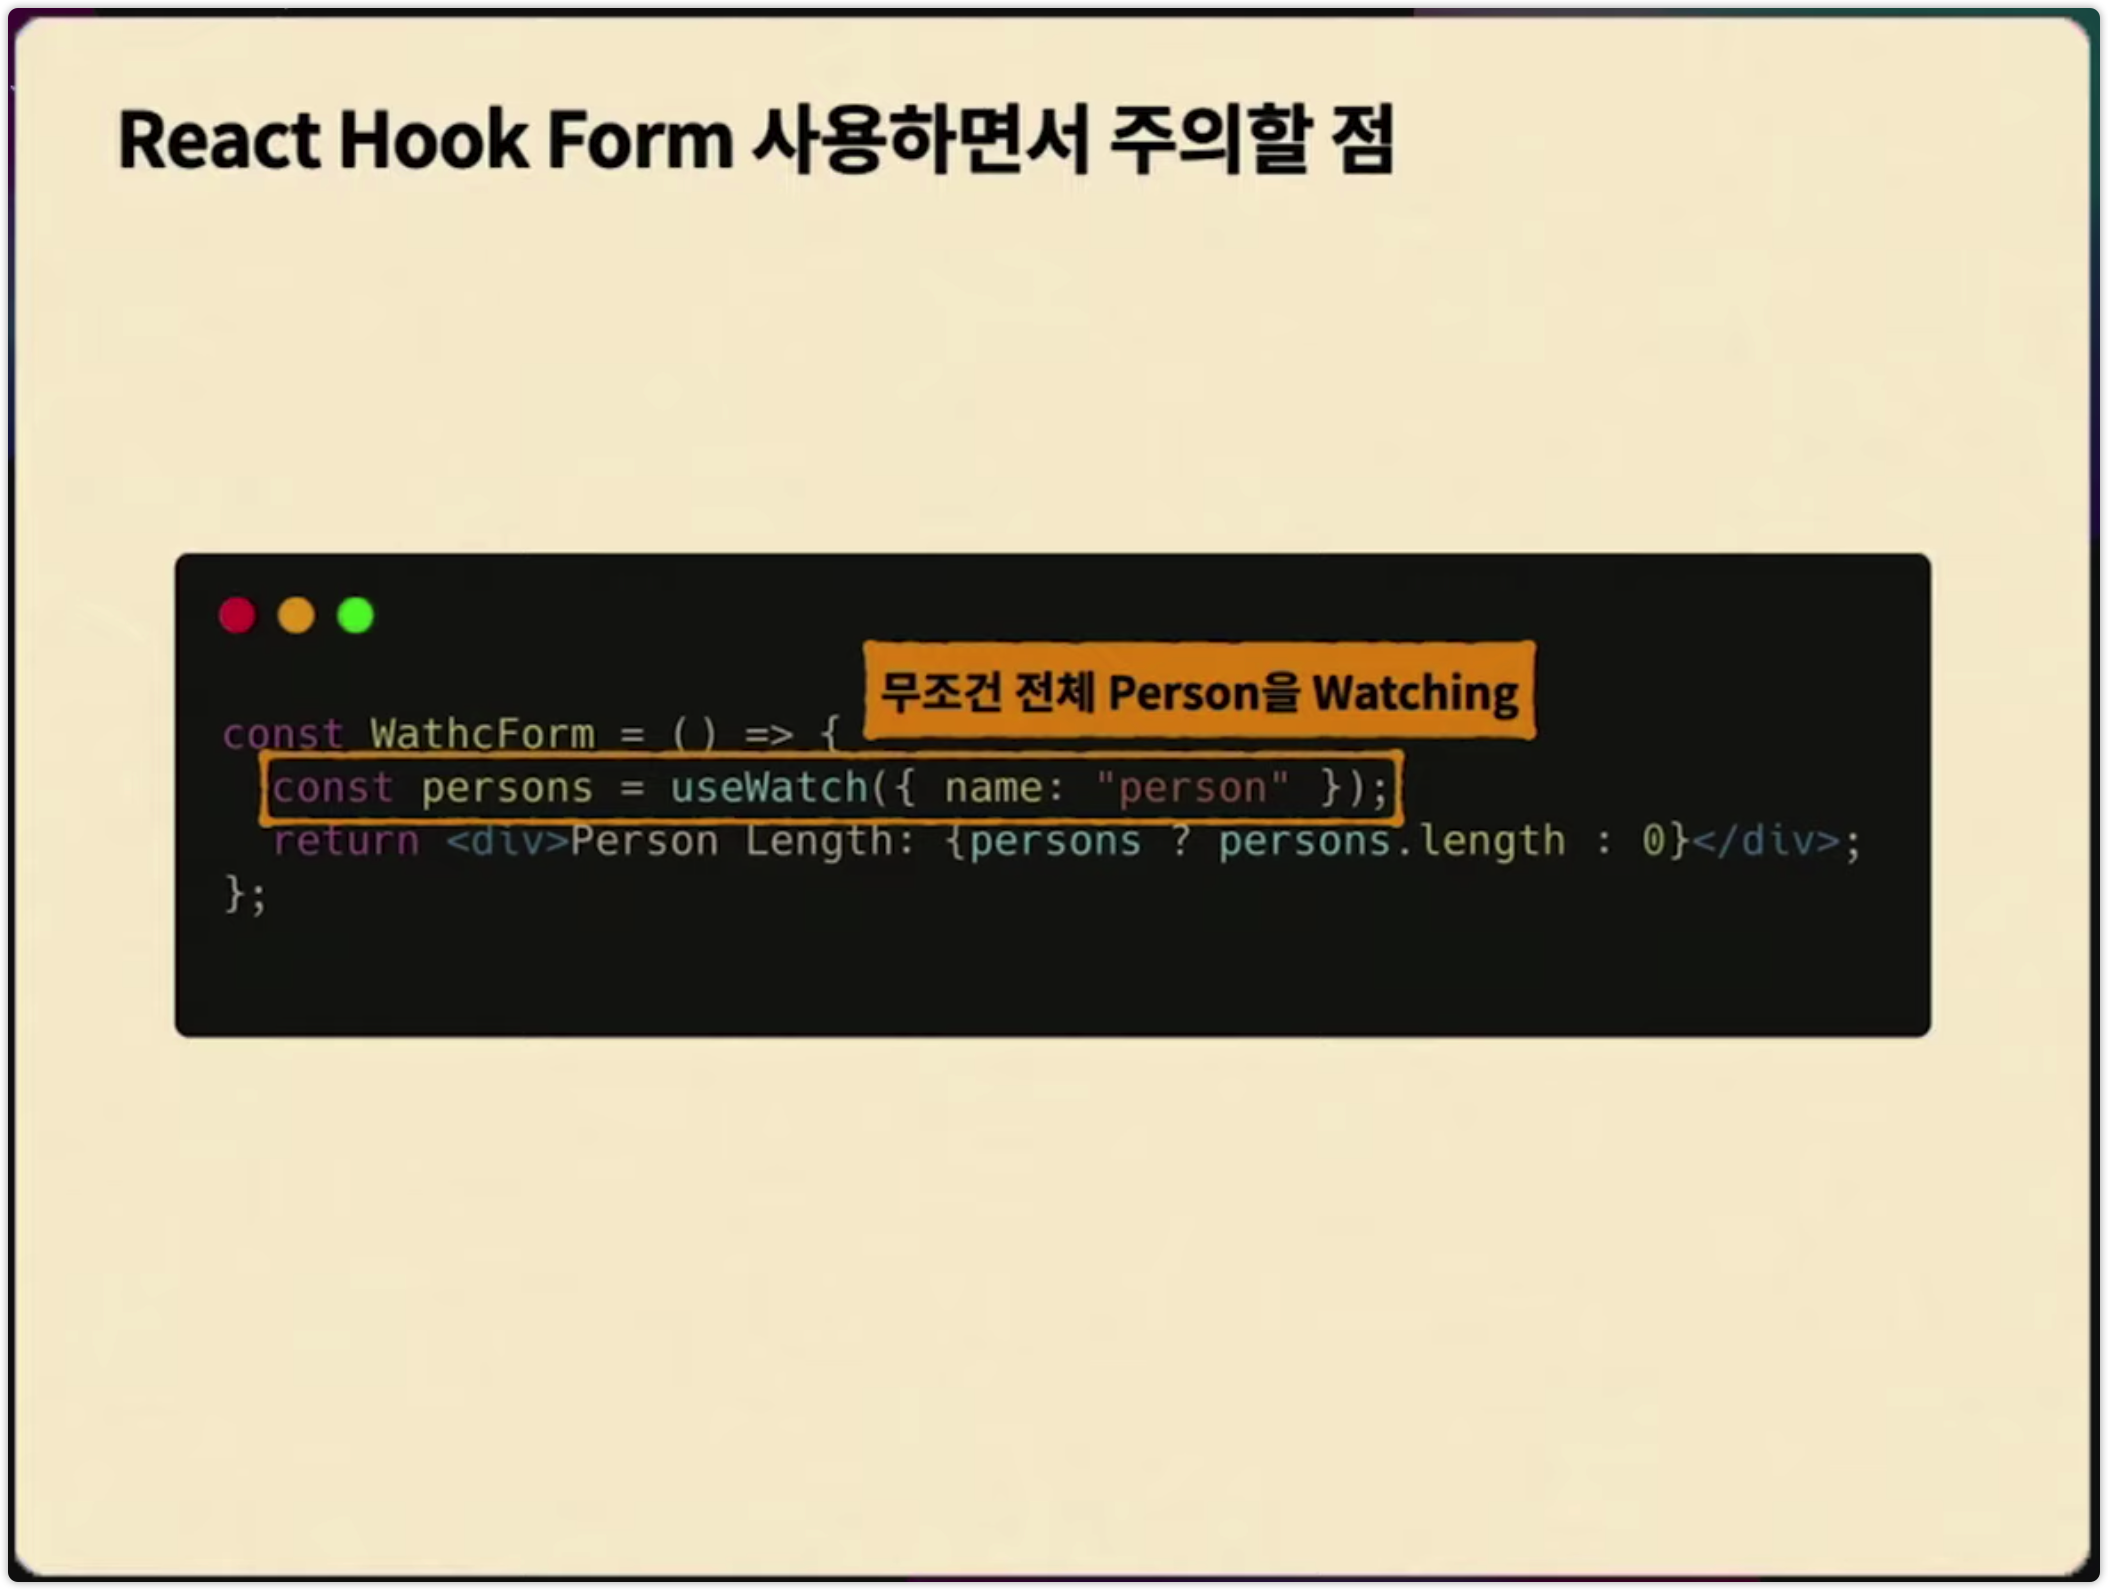 React Hook Form 사용하면서 주의할 점
무조건 전체 Person을 Watching
const WathcForm = () => {
const persons = useWatch({ name: "person" });
return <div>Person Length: {persons ? persons.length : 0}</div>;
};